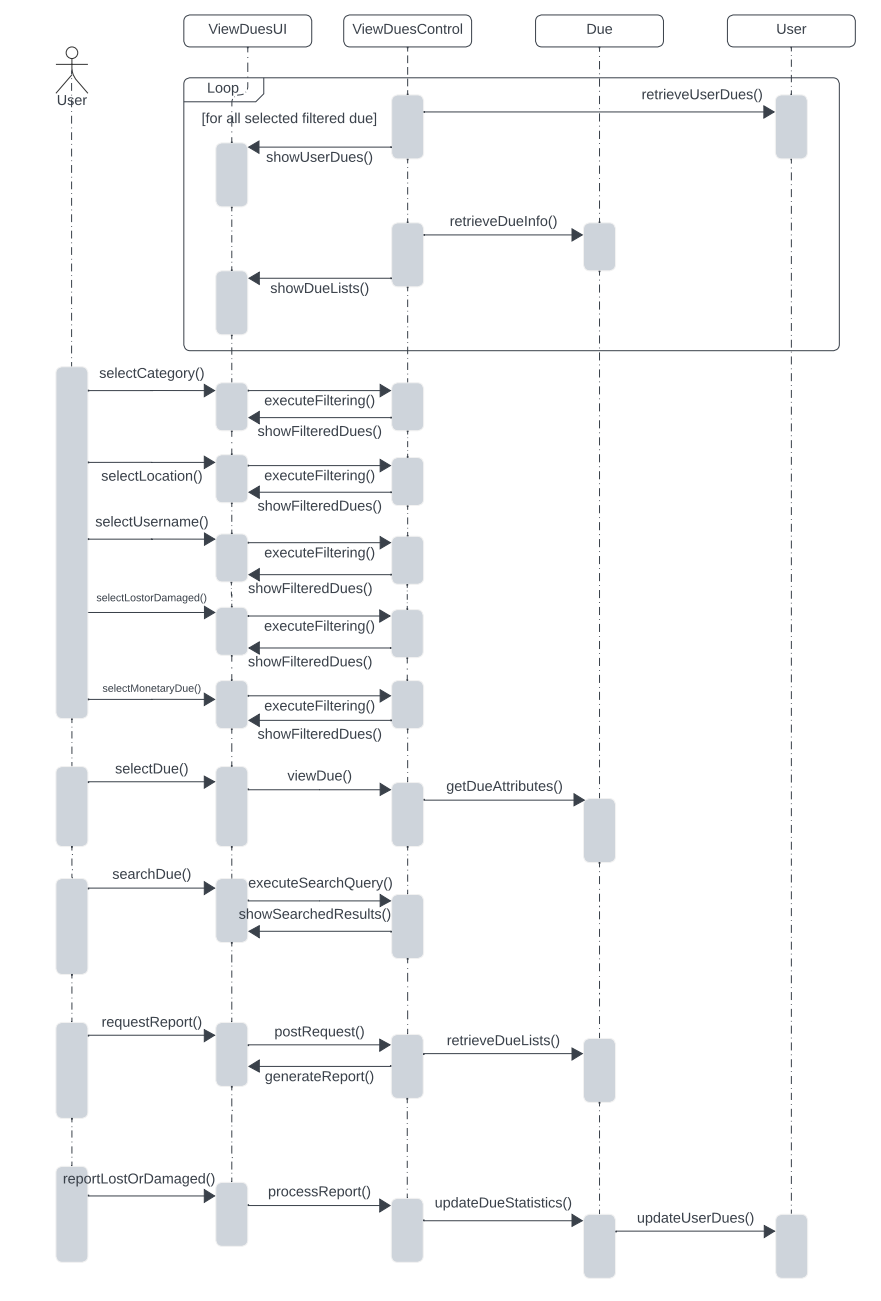 ViewDuesUI
ViewDuesControl
Due
User
User
Loop
[for all selected filtered due]
retrieveUserDues()
showUserDues()
retrieveDueInfo()
showDueLists()
selectCategory()
executeFiltering()
showFilteredDues()
selectLocation()
executeFiltering()
showFilteredDues()
selectUsername()
executeFiltering()
showFilteredDues()
selectLostorDamaged()
executeFiltering()
showFilteredDues()
selectMonetaryDue()
executeFiltering()
showFilteredDues()
selectDue()
viewDue()
getDueAttributes()
searchDue()
executeSearchQuery()
showSearchedResults()
requestReport()
postRequest()
retrieveDueLists()
generateReport()
reportLostOrDamaged()
processReport()
updateDueStatistics()
updateUserDues()